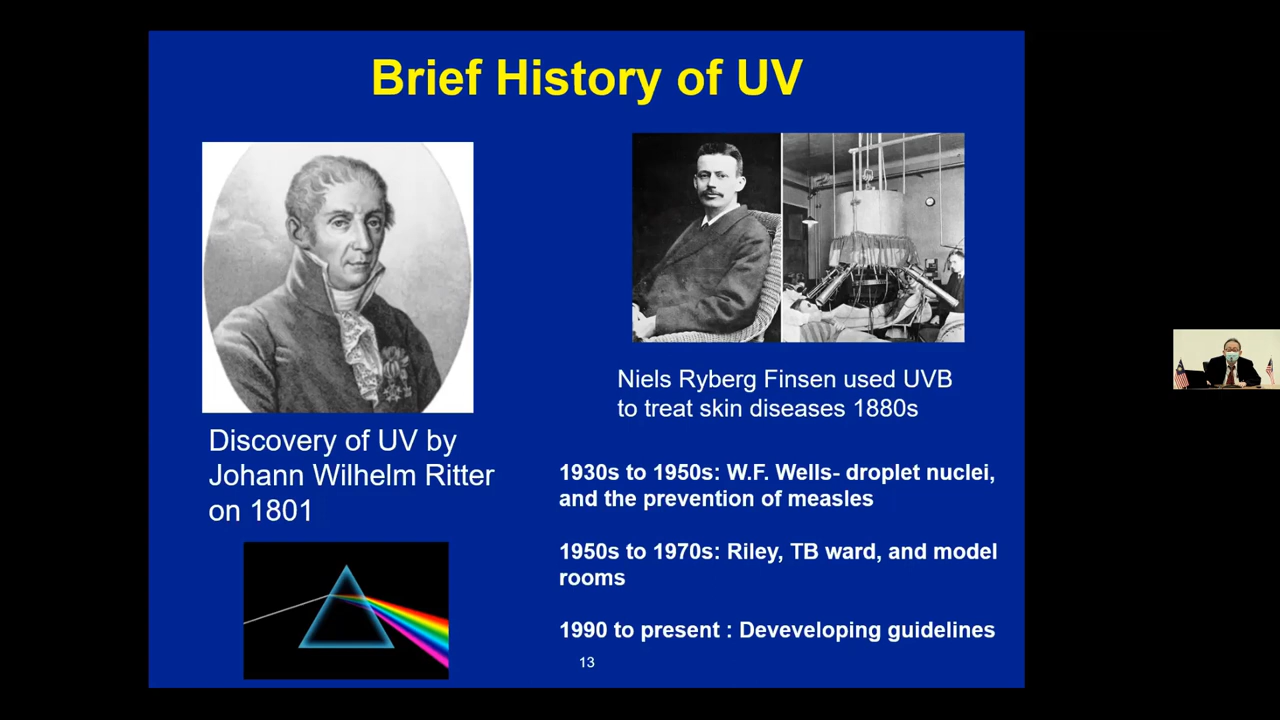 Brief History of UV
Discovery of UV by
Johann Wilhelm Ritter
on 1801
Niels Ryberg Finsen used UVB
to treat skin diseases 1880s
1930s to 1950s: W.F. Wells- droplet nuclei,
and the prevention of measles
1950s to 1970s: Riley, TB ward, and model
rooms
1990 to present : Deveveloping guidelines
13